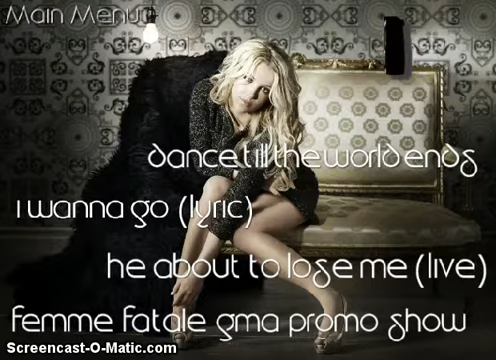 Main Menu
dance till the world ends
i wanna go (lyric)
he about to lose me (live)
femme fatale gma promo show
Screencast-O-Matic.com